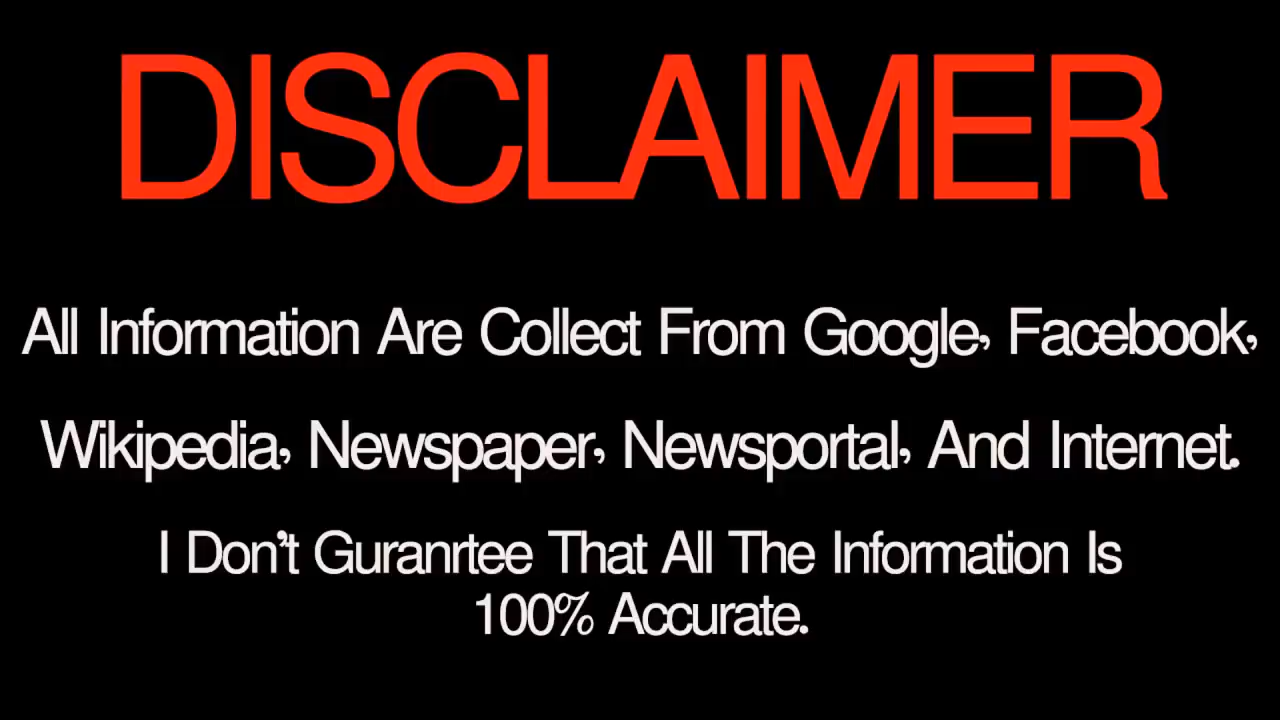 DISCLAIMER
All Information Are Collect From Google, Facebook,
Wikipedia, Newspaper, Newsportal, And Internet.
I Don't Guranrtee That All The Information Is
100% Accurate.